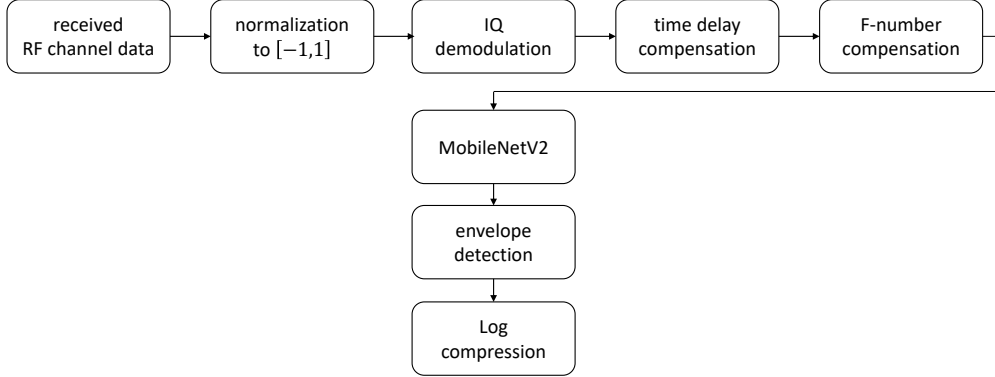 received
RF channel data
normalization
to [−1,1]
IQ
demodulation
time delay
compensation
F-number
compensation
MobileNetV2
envelope
detection
Log
compression